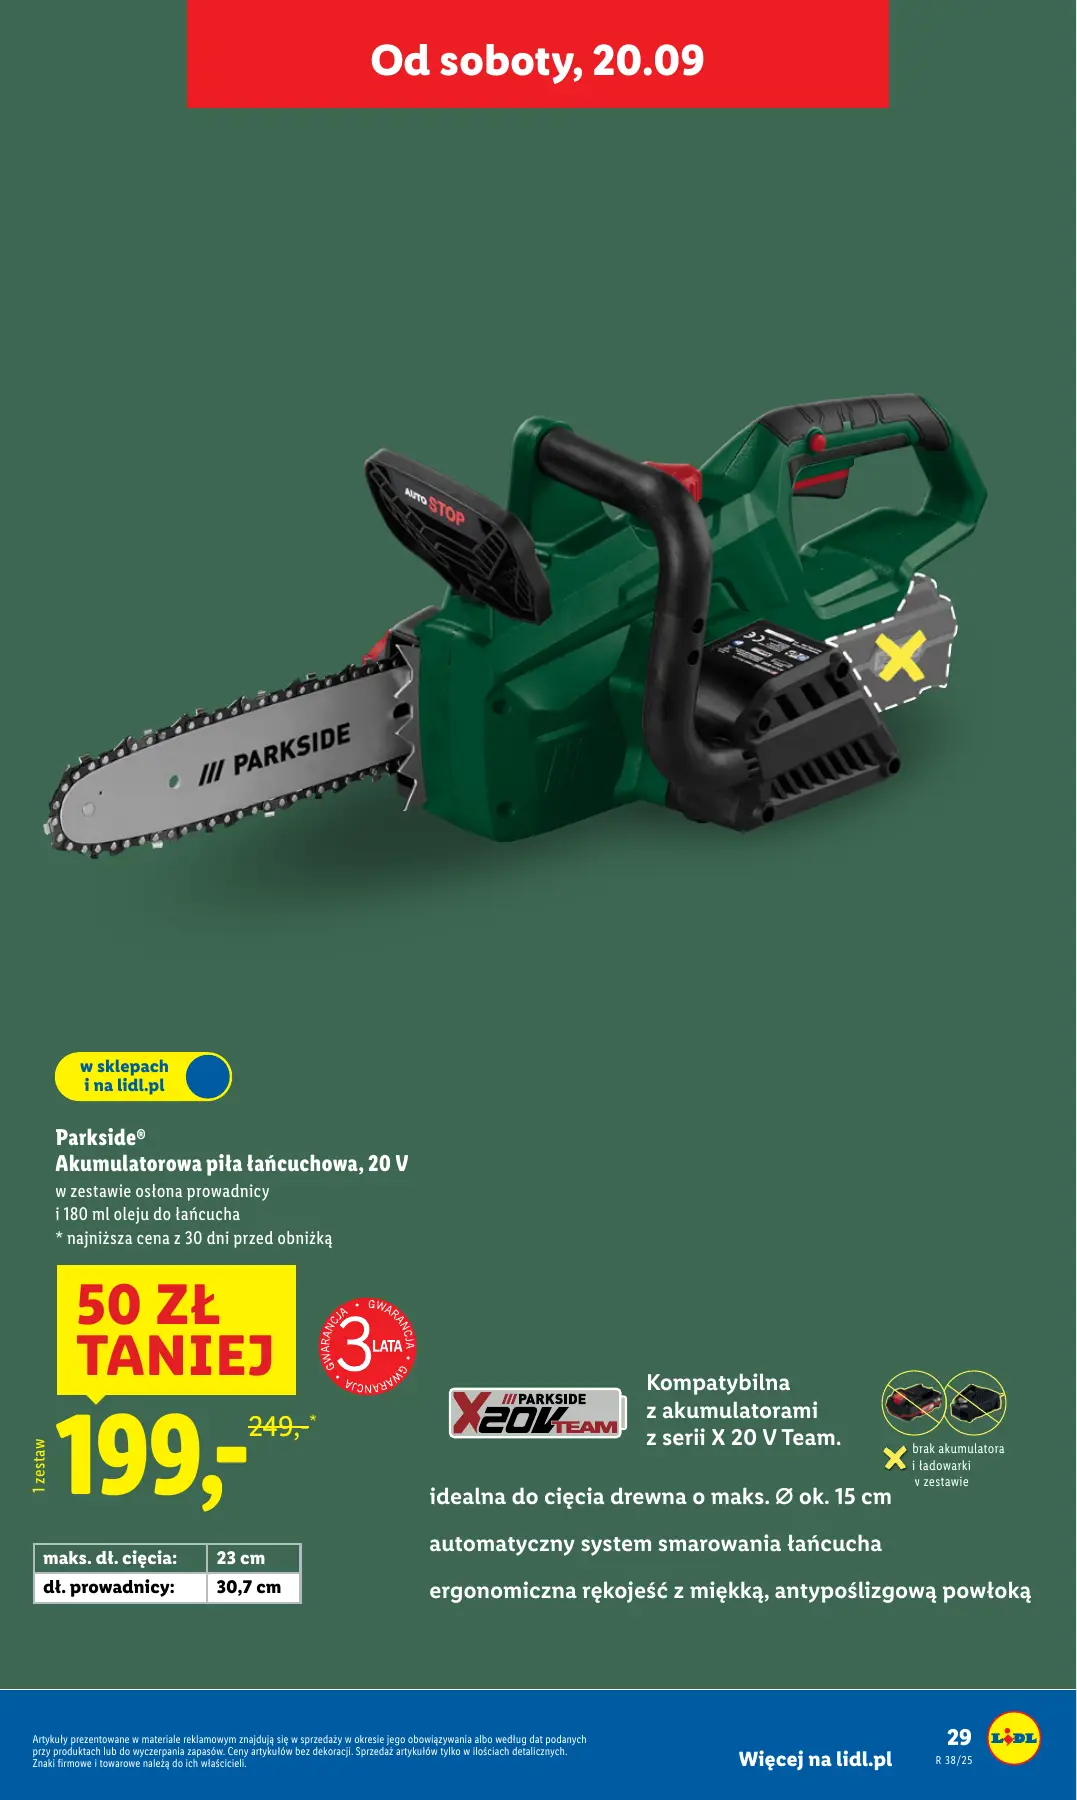 Od soboty, 20.09
AUTO STOP
/// PARKSIDE
w sklepach
i na lidl.pl
Parkside®
Akumulatorowa piła łańcuchowa, 20 V
w zestawie osłona prowadnicy
i 180 ml oleju do łańcucha
* najniższa cena z 30 dni przed obniżką
50 ZŁ
TANIEJ
1 zestaw
199,-
249,-*
GWARANCJA • GWARANCJA • GWARANCJA •
3 LATA
maks. dł. cięcia: 23 cm
dł. prowadnicy: 30,7 cm
/// PARKSIDE
X20V TEAM
Kompatybilna
z akumulatorami
z serii X 20 V Team.
brak akumulatora
i ładowarki
v zestawie
idealna do cięcia drewna o maks. Ø ok. 15 cm
automatyczny system smarowania łańcucha
ergonomiczna rękojeść z miękką, antypoślizgową powłoką
Artykuły prezentowane w materiale reklamowym znajdują się w sprzedaży w okresie jego obowiązywania albo według dat podanych
przy produktach lub do wyczerpania zapasów. Ceny artykułów bez dekoracji. Sprzedaż artykułów tylko w ilościach detalicznych.
Znaki firmowe i towarowe należą do ich właścicieli.
Więcej na lidl.pl
29
R 38/25
LIDL